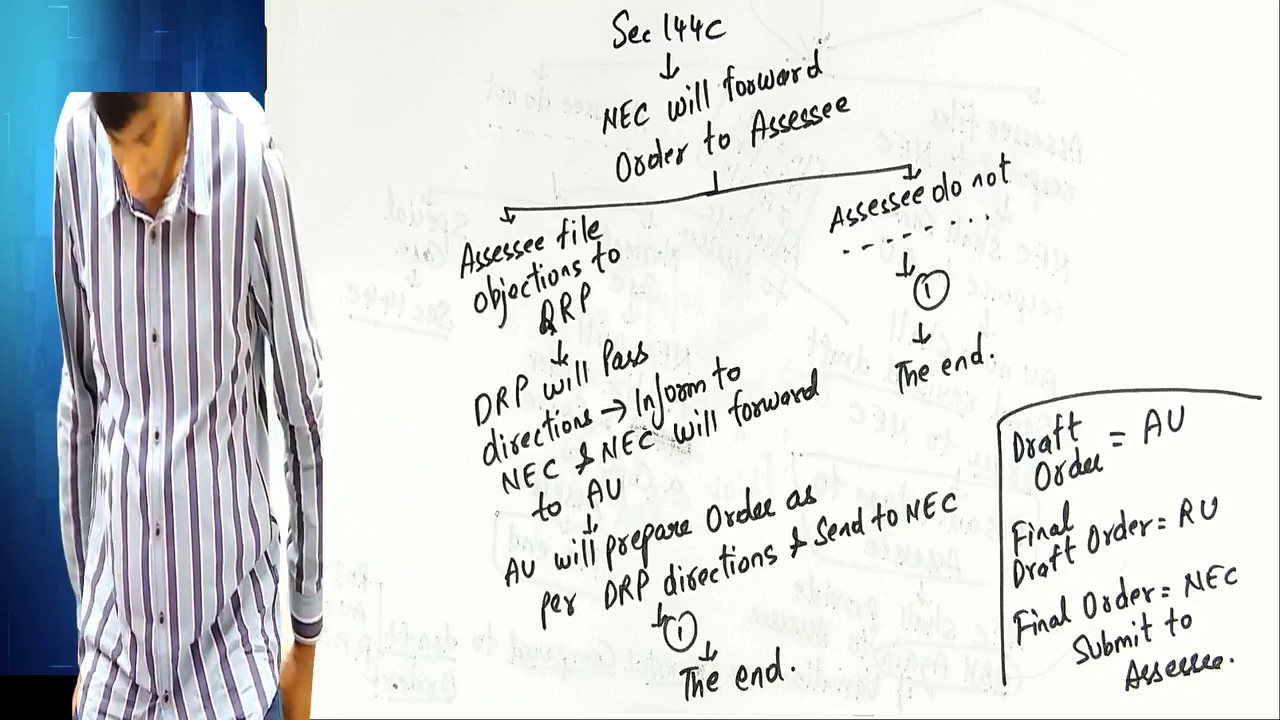 Sec 144C
↓
NEC will forward
Order to Assessee
Assessee file
objections to
DRP
↓
DRP will Pass
directions → Inform to
NEC & NEC will forward
to AU
↓
AU will prepare Order as
per DRP directions & Send to NEC
↓
①
↓
The end.
Assessee do not
- - - - - . . .
↓
①
↓
The end.
Draft
Order = AU
Final
Draft Order = RU
Final Order = NEC
Submit to
Assessee.